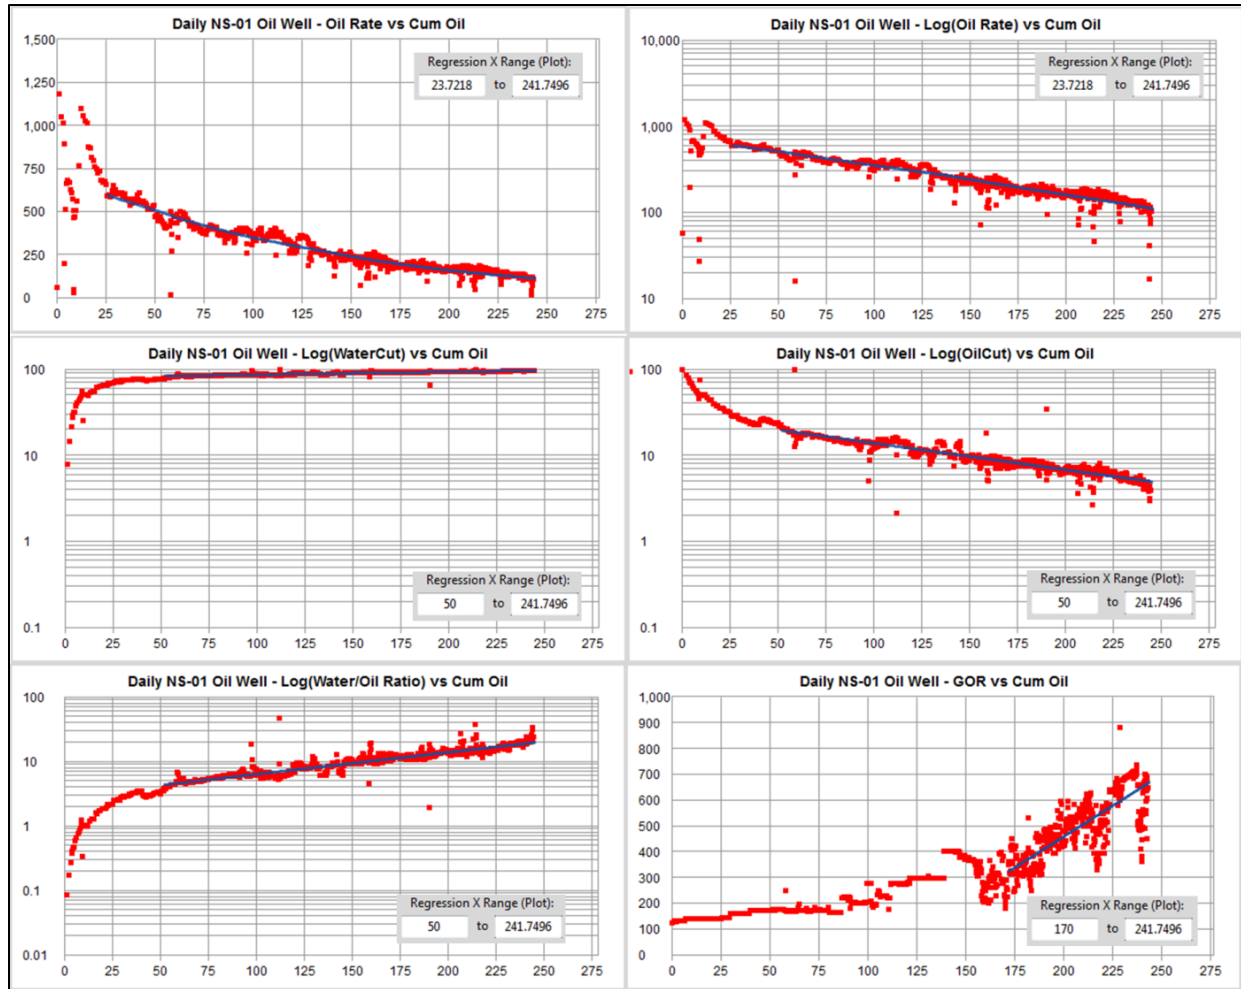 Daily NS-01 Oil Well - Oil Rate vs Cum Oil
1,500
1,250
1,000
750
500
250
0
Regression X Range (Plot):
23.7218 to 241.7496
0 25 50 75 100 125 150 175 200 225 250 275
Daily NS-01 Oil Well - Log(Oil Rate) vs Cum Oil
10,000
1,000
100
10
Regression X Range (Plot):
23.7218 to 241.7496
0 25 50 75 100 125 150 175 200 225 250 275
Daily NS-01 Oil Well - Log(WaterCut) vs Cum Oil
100
10
1
0.1
Regression X Range (Plot):
50 to 241.7496
0 25 50 75 100 125 150 175 200 225 250 275
Daily NS-01 Oil Well - Log(OilCut) vs Cum Oil
100
10
1
0.1
Regression X Range (Plot):
50 to 241.7496
0 25 50 75 100 125 150 175 200 225 250 275
Daily NS-01 Oil Well - Log(Water/Oil Ratio) vs Cum Oil
100
10
1
0.1
0.01
Regression X Range (Plot):
50 to 241.7496
0 25 50 75 100 125 150 175 200 225 250 275
Daily NS-01 Oil Well - GOR vs Cum Oil
1,000
900
800
700
600
500
400
300
200
100
0
Regression X Range (Plot):
170 to 241.7496
0 25 50 75 100 125 150 175 200 225 250 275